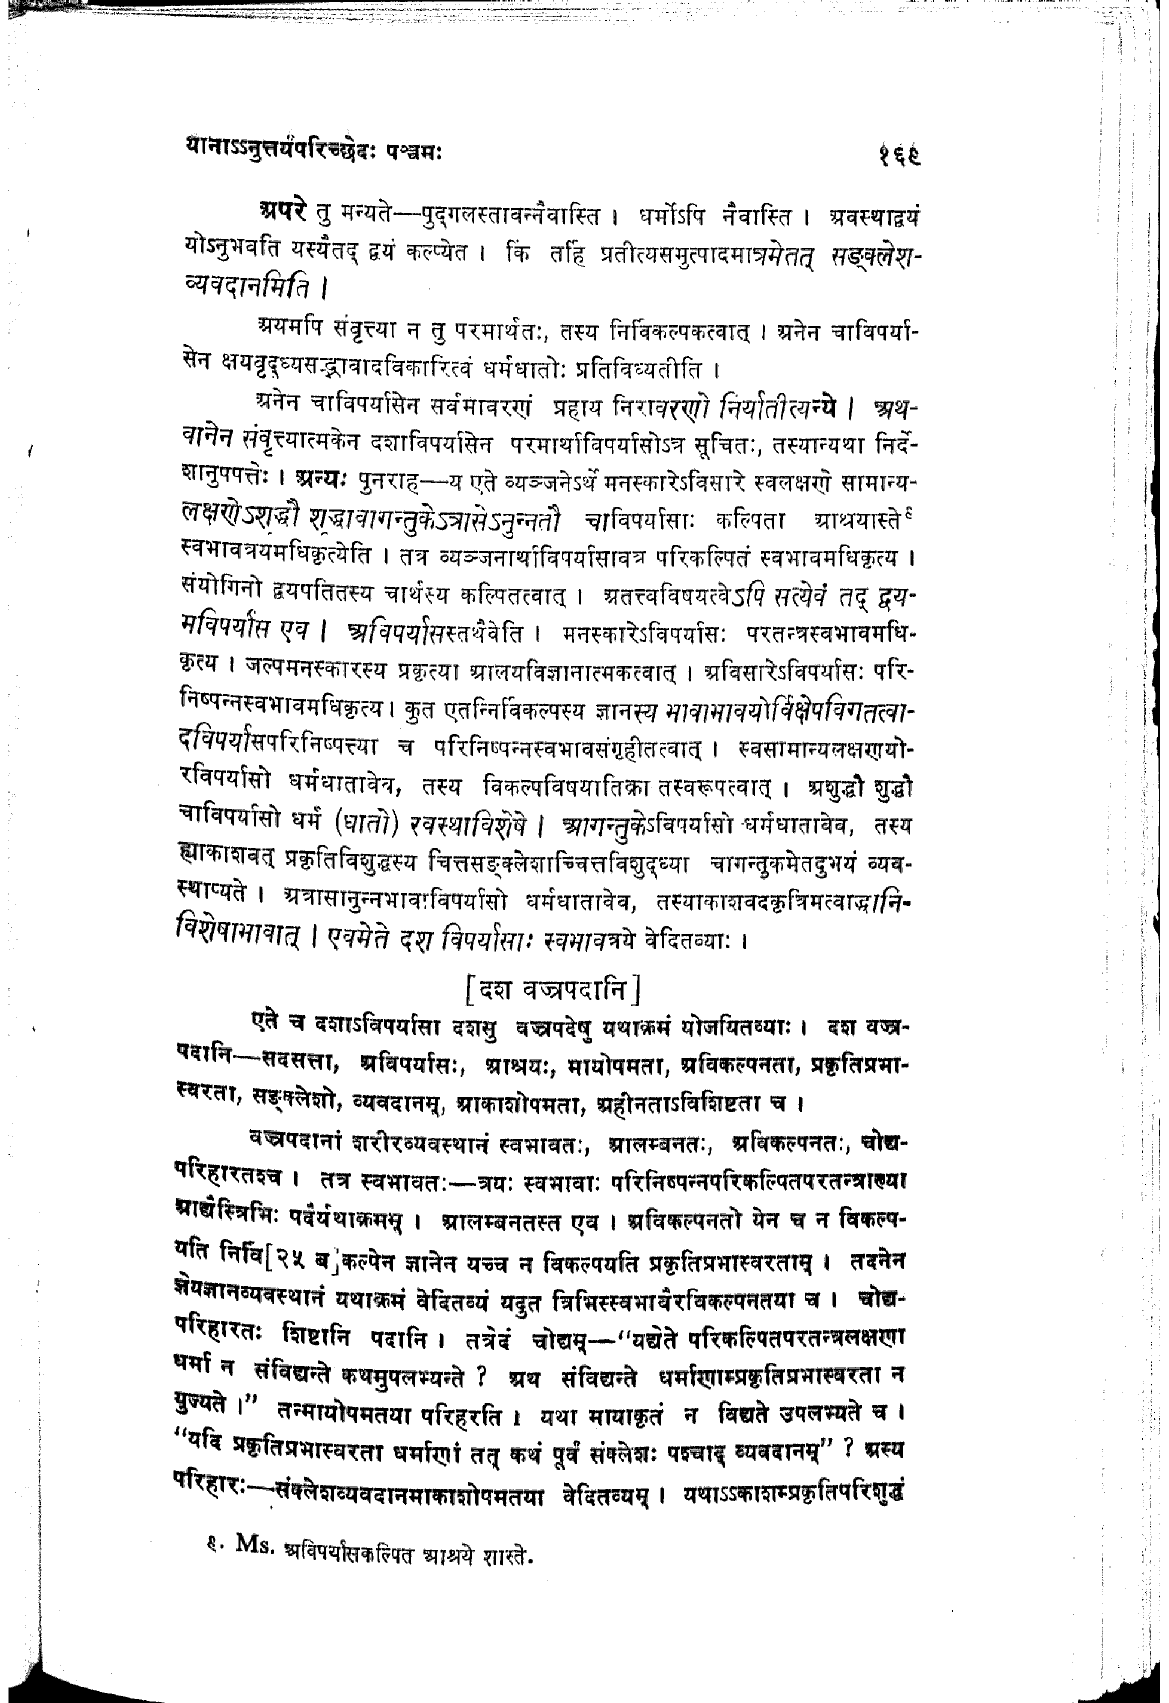 यानाऽऽनुत्तर्यपरिच्छेदः पञ्चमः
१६९
अपरे तु मन्यते—पुद्गलस्तावन्नैवास्ति । धर्मोऽपि नैवास्ति । अवस्थाद्वयं
योऽनुभवति यस्यैतद् द्वयं कल्प्येत । किं तर्हि प्रतीत्यसमुत्पादमात्रमेतत् सङ्क्लेश-
व्यवदानमिति ।
अयमपि संवृत्त्या न तु परमार्थतः, तस्य निर्विकल्पकत्वात् । अनेन चाविपर्या-
सेन क्षयवृद्ध्यसद्भावादविकारित्वं धर्मधातोः प्रतिविध्यतीति ।
अनेन चाविपर्यासेन सर्वमावरणं प्रहाय निरावरणो निर्यातीत्यन्ये । अथ-
वानेन संवृत्त्यात्मकेन दशाविपर्यासेन परमार्थाविपर्यासोऽत्र सूचितः, तस्यान्यथा निर्दे-
शानुपपत्तेः । अन्यः पुनराह—य एते व्यञ्जनेऽर्थे मनस्कारेऽविसारे स्वलक्षणे सामान्य-
लक्षणेऽशुद्धौ शुद्धावागन्तुकेऽत्रासेऽनुन्नतौ चाविपर्यासाः कल्पिता आश्रयास्ते१
स्वभावत्रयमधिकृत्येति । तत्र व्यञ्जनार्थाविपर्यासावत्र परिकल्पितं स्वभावमधिकृत्य ।
संयोगिनो द्वयपतितस्य चार्थस्य कल्पितत्वात् । अतत्त्वविषयत्वेऽपि सत्येवं तद् द्वय-
मविपर्यास एव । अविपर्यासस्तथैवेति । मनस्कारेऽविपर्यासः परतन्त्रस्वभावमधि-
कृत्य । जल्पमनस्कारस्य प्रकृत्या आलयविज्ञानात्मकत्वात् । अविसारेऽविपर्यासः परि-
निष्पन्नस्वभावमधिकृत्य । कुत एतन्निर्विकल्पस्य ज्ञानस्य भावाभावयोर्विक्षेपविगतत्वा-
दविपर्यासपरिनिष्पत्त्या च परिनिष्पन्नस्वभावसंगृहीतत्वात् । स्वसामान्यलक्षणयो-
रविपर्यासो धर्मधातावेव, तस्य विकल्पविषयातिक्रा तस्वरूपत्वात् । अशुद्धौ शुद्धौ
चाविपर्यासो धर्म (धातो) रवस्थाविशेषे । आगन्तुकेऽविपर्यासो धर्मधातावेव, तस्य
ह्याकाशवत् प्रकृतिविशुद्धस्य चित्तसङ्क्लेशाच्चित्तविशुद्ध्या चागन्तुकमेतदुभयं व्यव-
स्थाप्यते । अत्रासानुन्नभावाविपर्यासो धर्मधातावेव, तस्याकाशवदकृत्रिमत्वाद्धानि-
विशेषाभावात् । एवमेते दश विपर्यासाः स्वभावत्रये वेदितव्याः ।
[दश वज्रपदानि]
एते च दशाऽविपर्यासा दशसु वज्रपदेषु यथाक्रमं योजयितव्याः । दश वज्र-
पदानि—सदसत्ता, अविपर्यासः, आश्रयः, मायोपमता, अविकल्पनता, प्रकृतिप्रभा-
स्वरता, सङ्क्लेशो, व्यवदानम्, आकाशोपमता, अहीनताऽविशिष्टता च ।
वज्रपदानां शरीरव्यवस्थानं स्वभावतः, आलम्बनतः, अविकल्पनतः, चोद्य-
परिहारतश्च । तत्र स्वभावतः—त्रयः स्वभावाः परिनिष्पन्नपरिकल्पितपरतन्त्राख्या
आद्यैस्त्रिभिः पदैर्यथाक्रमम् । आलम्बनतस्त एव । अविकल्पनतो येन च न विकल्प-
यति निर्वि[२५ ब]कल्पेन ज्ञानेन यच्च न विकल्पयति प्रकृतिप्रभास्वरताम् । तदनेन
ज्ञेयज्ञानव्यवस्थानं यथाक्रमं वेदितव्यं यदुत त्रिभिस्स्वभावैरविकल्पनतया च । चोद्य-
परिहारतः शिष्टानि पदानि । तत्रेदं चोद्यम्—"यद्येते परिकल्पितपरतन्त्रलक्षणा
धर्मा न संविद्यन्ते कथमुपलभ्यन्ते ? अथ संविद्यन्ते धर्माणाम्प्रकृतिप्रभास्वरता न
युज्यते ।" तन्मायोपमतया परिहरति । यथा मायाकृतं न विद्यते उपलभ्यते च ।
"यदि प्रकृतिप्रभास्वरता धर्माणां तत् कथं पूर्वं संक्लेशः पश्चाद् व्यवदानम्" ? अस्य
परिहारः—संक्लेशव्यवदानमाकाशोपमतया वेदितव्यम् । यथाऽऽकाशम्प्रकृतिपरिशुद्धं
१. Ms. अविपर्यासकल्पित आश्रये शास्ते.